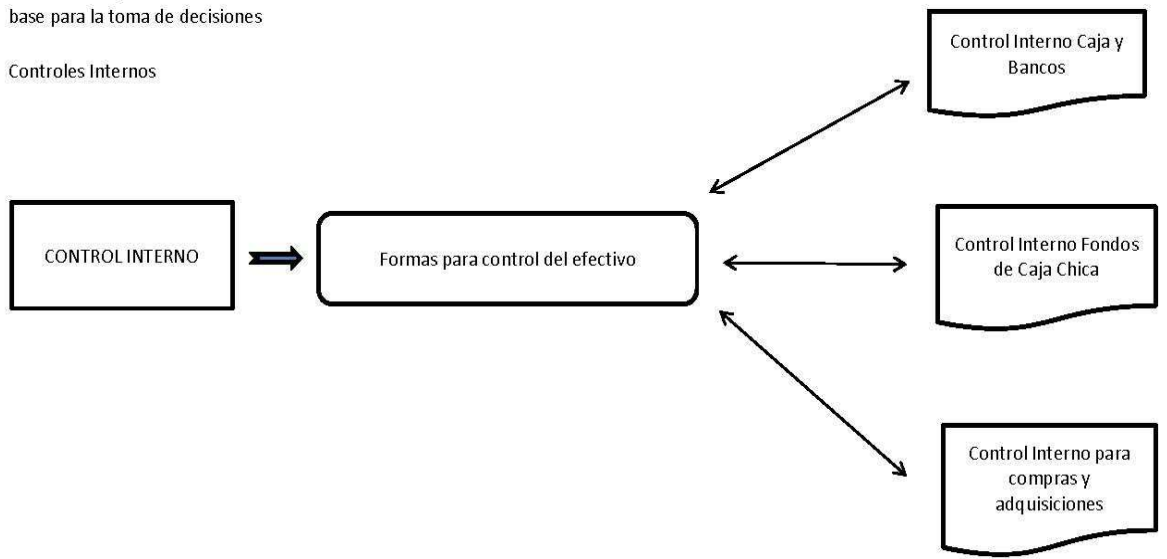 base para la toma de decisiones
Controles Internos
CONTROL INTERNO
Formas para control del efectivo
Control Interno Caja y
Bancos
Control Interno Fondos
de Caja Chica
Control Interno para
compras y
adquisiciones